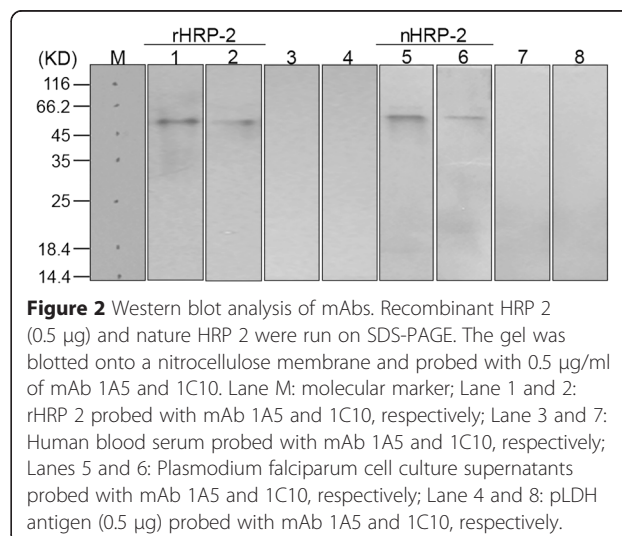 rHRP-2 nHRP-2
(KD) M 1 2 3 4 5 6 7 8
116
66.2
45
35
25
18.4
14.4
Figure 2 Western blot analysis of mAbs. Recombinant HRP 2
(0.5 μg) and nature HRP 2 were run on SDS-PAGE. The gel was
blotted onto a nitrocellulose membrane and probed with 0.5 μg/ml
of mAb 1A5 and 1C10. Lane M: molecular marker; Lane 1 and 2:
rHRP 2 probed with mAb 1A5 and 1C10, respectively; Lane 3 and 7:
Human blood serum probed with mAb 1A5 and 1C10, respectively;
Lanes 5 and 6: Plasmodium falciparum cell culture supernatants
probed with mAb 1A5 and 1C10, respectively; Lane 4 and 8: pLDH
antigen (0.5 μg) probed with mAb 1A5 and 1C10, respectively.